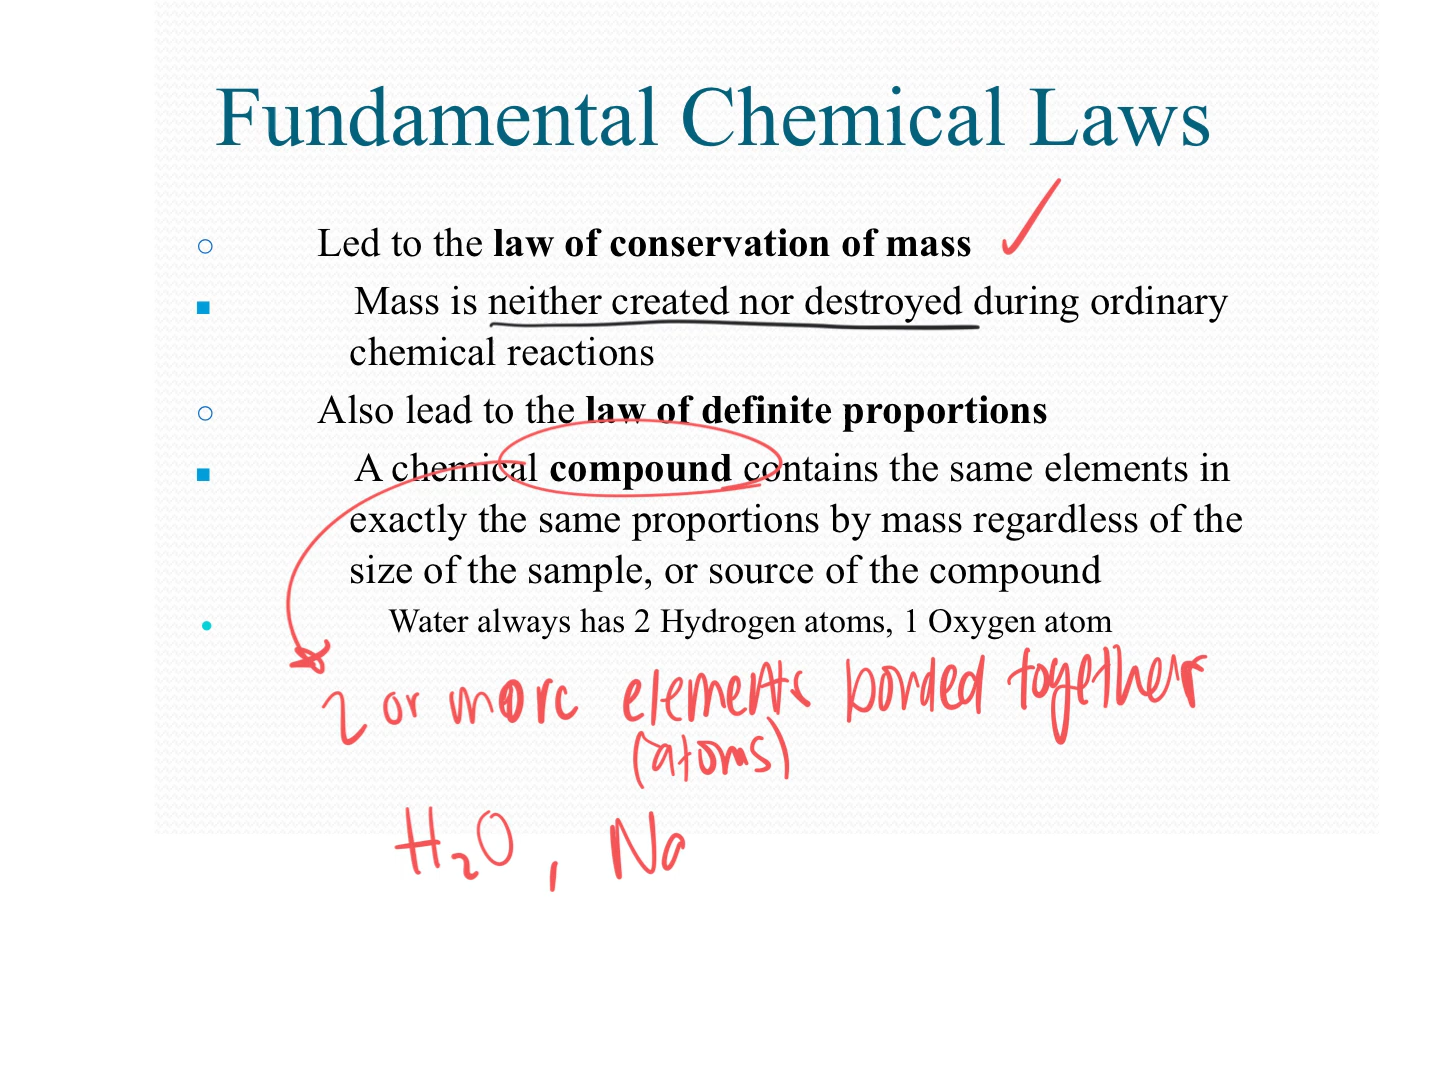 Fundamental Chemical Laws
Led to the law of conservation of mass
Mass is neither created nor destroyed during ordinary
chemical reactions
Also lead to the law of definite proportions
A chemical compound contains the same elements in
exactly the same proportions by mass regardless of the
size of the sample, or source of the compound
Water always has 2 Hydrogen atoms, 1 Oxygen atom
2 or more elements bonded together
(atoms)
H₂O, Na